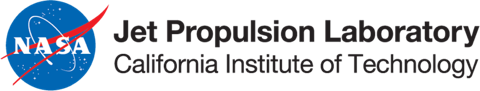 NASA
Jet Propulsion Laboratory
California Institute of Technology